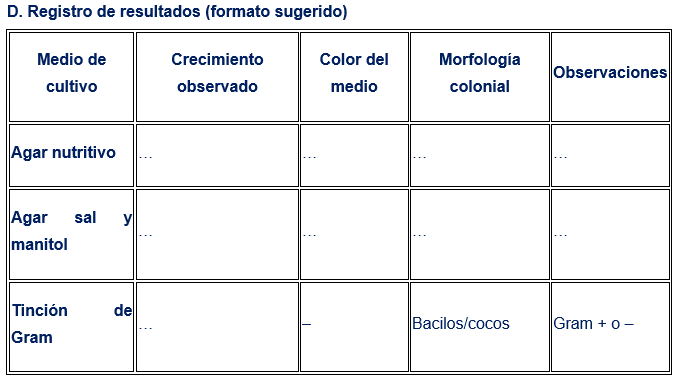 D. Registro de resultados (formato sugerido)
Medio de cultivo
Crecimiento observado
Color del medio
Morfología colonial
Observaciones
Agar nutritivo
…
…
…
…
Agar sal y manitol
…
…
…
…
Tinción de Gram
…
–
Bacilos/cocos
Gram + o –